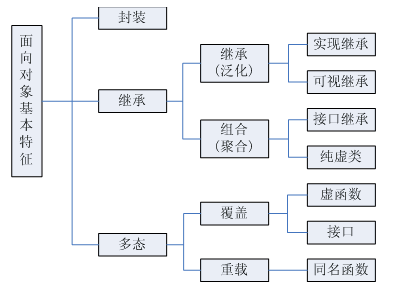 面向对象基本特征
封装
继承
多态
继承
(泛化)
组合
(聚合)
覆盖
重载
实现继承
可视继承
接口继承
纯虚类
虚函数
接口
同名函数